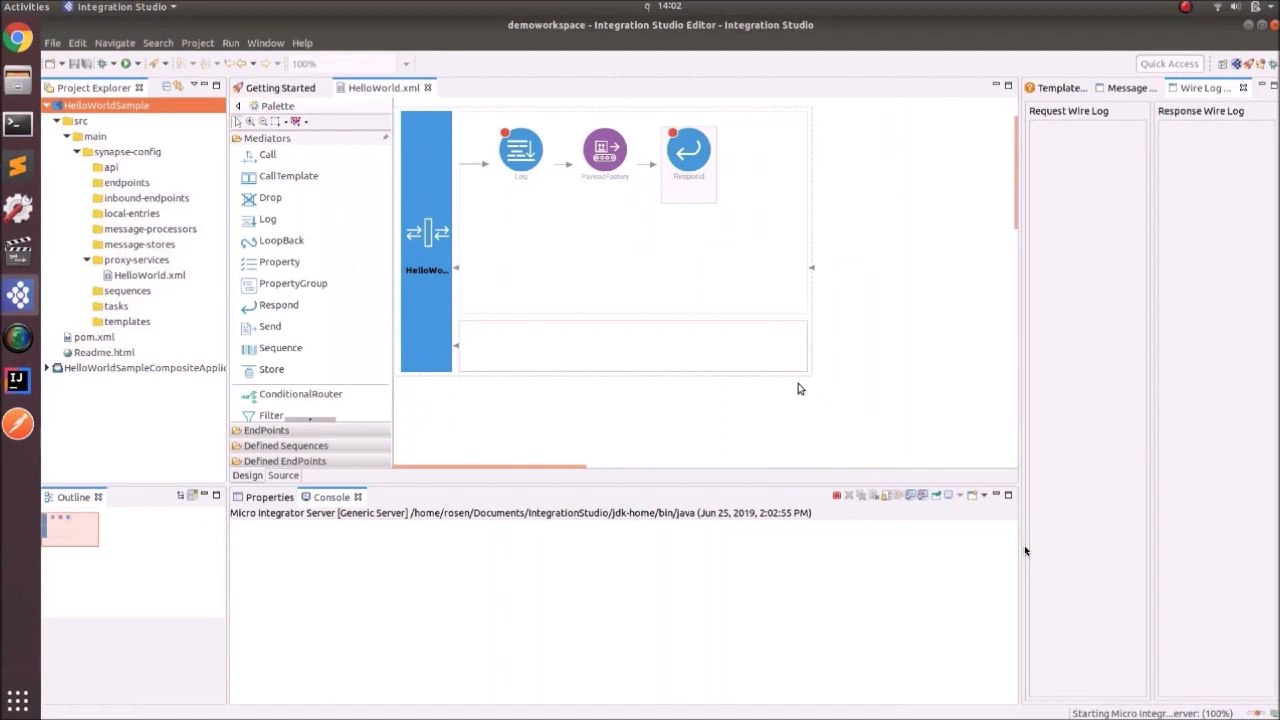 Activities
Integration Studio
14:02
demoworkspace - Integration Studio Editor - Integration Studio
File Edit Navigate Search Project Run Window Help
100%
Quick Access
Project Explorer
Getting Started
HelloWorld.xml
Template...
Message ...
Wire Log ...
HelloWorldSample
src
main
synapse-config
api
endpoints
inbound-endpoints
local-entries
message-processors
message-stores
proxy-services
HelloWorld.xml
sequences
tasks
templates
pom.xml
Readme.html
HelloWorldSampleCompositeApplic
Palette
Mediators
Call
CallTemplate
Drop
Log
LoopBack
Property
PropertyGroup
Respond
Send
Sequence
Store
ConditionalRouter
Filter
EndPoints
Defined Sequences
Defined EndPoints
Design Source
Log
PayloadFactory
Respond
HelloWo...
Request Wire Log
Response Wire Log
Outline
Properties
Console
Micro Integrator Server [Generic Server] /home/rosen/Documents/IntegrationStudio/jdk-home/bin/java (Jun 25, 2019, 2:02:55 PM)
Starting Micro Integr...erver: (100%)
IJ